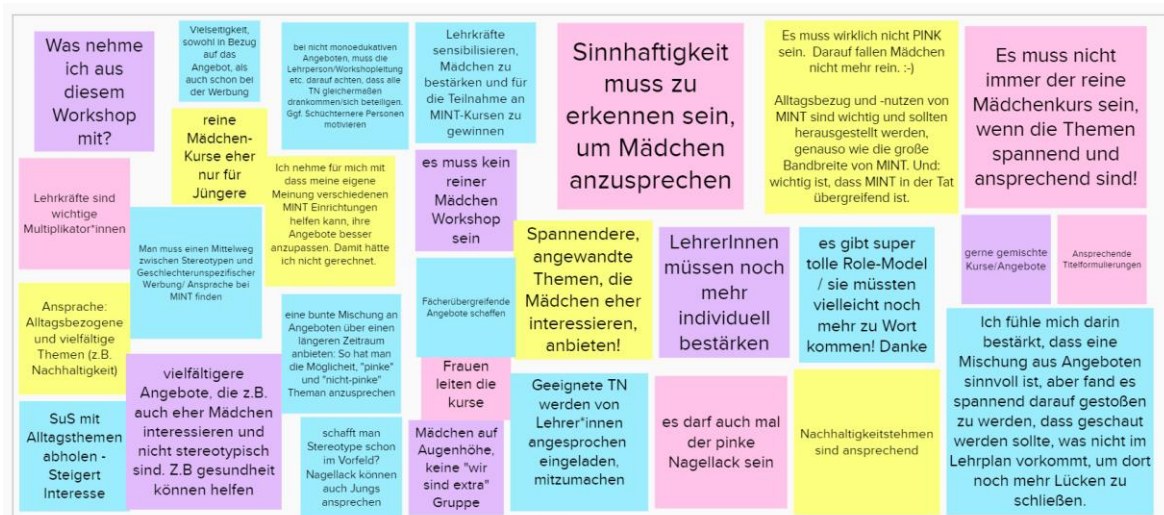 Was nehme
ich aus
diesem
Workshop
mit?
Vielseitigkeit,
sowohl in Bezug
auf das
Angebot, als
auch schon bei
der Werbung
bei nicht monoedukativen
Angeboten, muss die
Lehrperson/Workshopleitung
etc. darauf achten, dass alle
TN gleichermaßen
drankommen/sich beteiligen.
Ggf. Schüchternere Personen
motivieren
Lehrkräfte
sensibilisieren,
Mädchen zu
bestärken und für
die Teilnahme an
MINT-Kursen zu
gewinnen
Sinnhaftigkeit
muss zu
erkennen sein,
um Mädchen
anzusprechen
Es muss wirklich nicht PINK
sein. Darauf fallen Mädchen
nicht mehr rein. :-)
Alltagsbezug und -nutzen von
MINT sind wichtig und sollten
herausgestellt werden,
genauso wie die große
Bandbreite von MINT. Und:
wichtig ist, dass MINT in der Tat
übergreifend ist.
Es muss nicht
immer der reine
Mädchenkurs sein,
wenn die Themen
spannend und
ansprechend sind!
reine
Mädchen-
Kurse eher
nur für
Jüngere
Lehrkräfte sind
wichtige
Multiplikator*innen
Man muss einen Mittelweg
zwischen Stereotypen und
Geschlechterunspezifischer
Werbung/ Ansprache bei
MINT finden
Ich nehme für mich mit
dass meine eigene
Meinung verschiedenen
MINT Einrichtungen
helfen kann, ihre
Angebote besser
anzupassen. Damit hätte
ich nicht gerechnet.
es muss kein
reiner
Mädchen
Workshop
sein
Spannendere,
angewandte
Themen, die
Mädchen eher
interessieren,
anbieten!
LehrerInnen
müssen noch
mehr
individuell
bestärken
es gibt super
tolle Role-Model
/ sie müssten
vielleicht noch
mehr zu Wort
kommen! Danke
gerne gemischte
Kurse/Angebote
Ansprechende
Titelformulierungen
Ansprache:
Alltagsbezogene
und vielfältige
Themen (z.B.
Nachhaltigkeit)
vielfältigere
Angebote, die z.B.
auch eher Mädchen
interessieren und
nicht stereotypisch
sind. Z.B gesundheit
können helfen
eine bunte Mischung an
Angeboten über einen
längeren Zeitraum
anbieten: So hat man
die Möglicheit, "pinke"
und "nicht-pinke"
Theman anzusprechen
Fächerübergreifende
Angebote schaffen
Frauen
leiten die
kurse
Geeignete TN
werden von
Lehrer*innen
angesprochen
eingeladen,
mitzumachen
es darf auch mal
der pinke
Nagellack sein
Nachhaltigkeitstehmen
sind ansprechend
Ich fühle mich darin
bestärkt, dass eine
Mischung aus Angeboten
sinnvoll ist, aber fand es
spannend darauf gestoßen
zu werden, dass geschaut
werden sollte, was nicht im
Lehrplan vorkommt, um dort
noch mehr Lücken zu
schließen.
SuS mit
Alltagsthemen
abholen -
Steigert
Interesse
schafft man
Stereotype schon
im Vorfeld?
Nagellack können
auch Jungs
ansprechen
Mädchen auf
Augenhöhe,
keine "wir
sind extra"
Gruppe